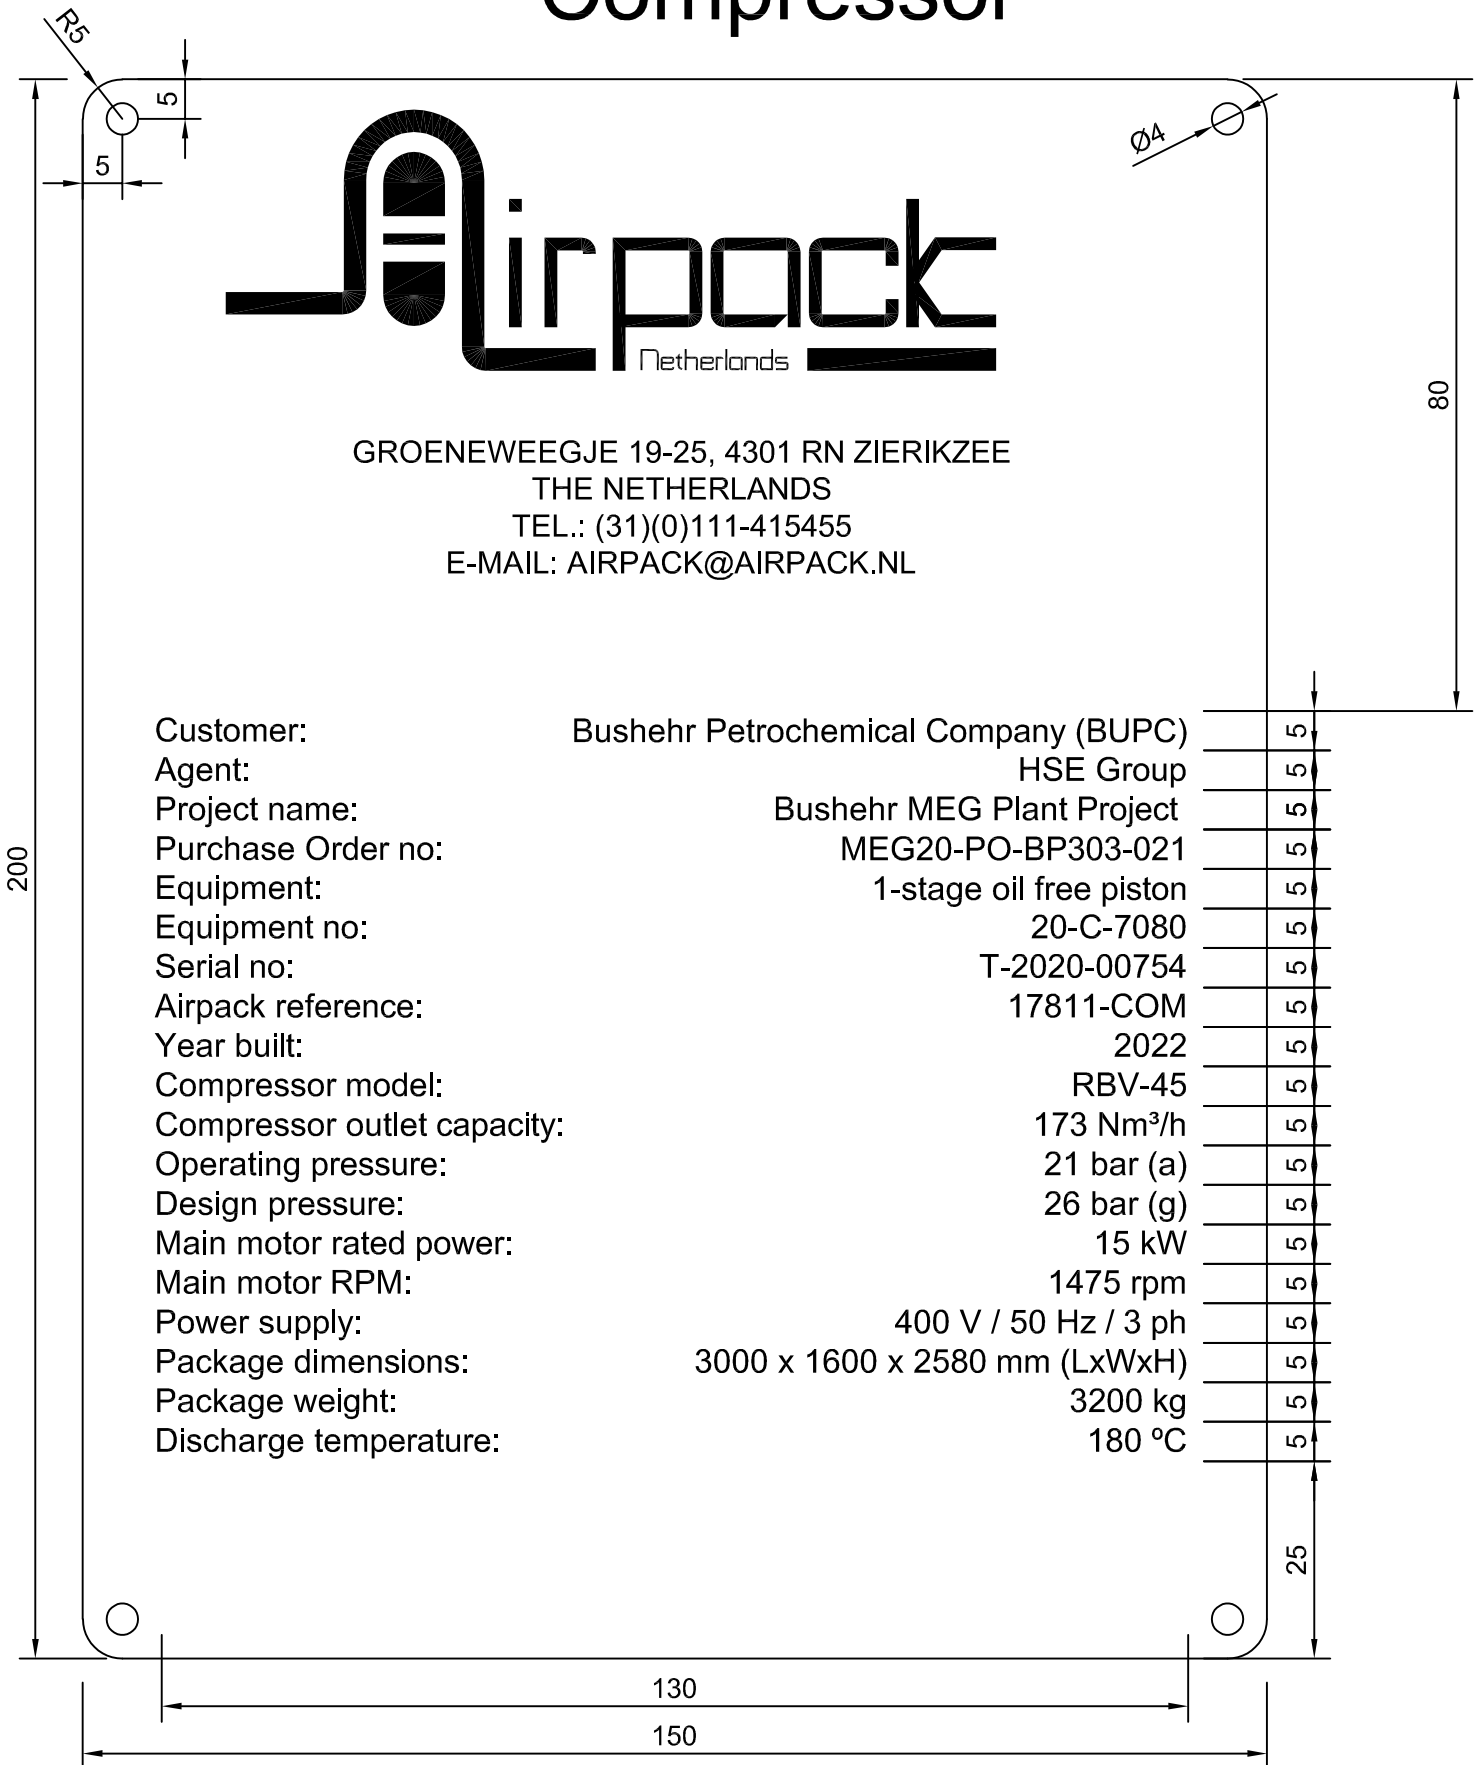 Compressor
R5
5
5
Ø4
Airpack
Netherlands
80
GROENEWEEGJE 19-25, 4301 RN ZIERIKZEE
THE NETHERLANDS
TEL.: (31)(0)111-415455
E-MAIL: AIRPACK@AIRPACK.NL
200
Customer: Bushehr Petrochemical Company (BUPC) 5
Agent: HSE Group 5
Project name: Bushehr MEG Plant Project 5
Purchase Order no: MEG20-PO-BP303-021 5
Equipment: 1-stage oil free piston 5
Equipment no: 20-C-7080 5
Serial no: T-2020-00754 5
Airpack reference: 17811-COM 5
Year built: 2022 5
Compressor model: RBV-45 5
Compressor outlet capacity: 173 Nm³/h 5
Operating pressure: 21 bar (a) 5
Design pressure: 26 bar (g) 5
Main motor rated power: 15 kW 5
Main motor RPM: 1475 rpm 5
Power supply: 400 V / 50 Hz / 3 ph 5
Package dimensions: 3000 x 1600 x 2580 mm (LxWxH) 5
Package weight: 3200 kg 5
Discharge temperature: 180 ºC 5
25
130
150